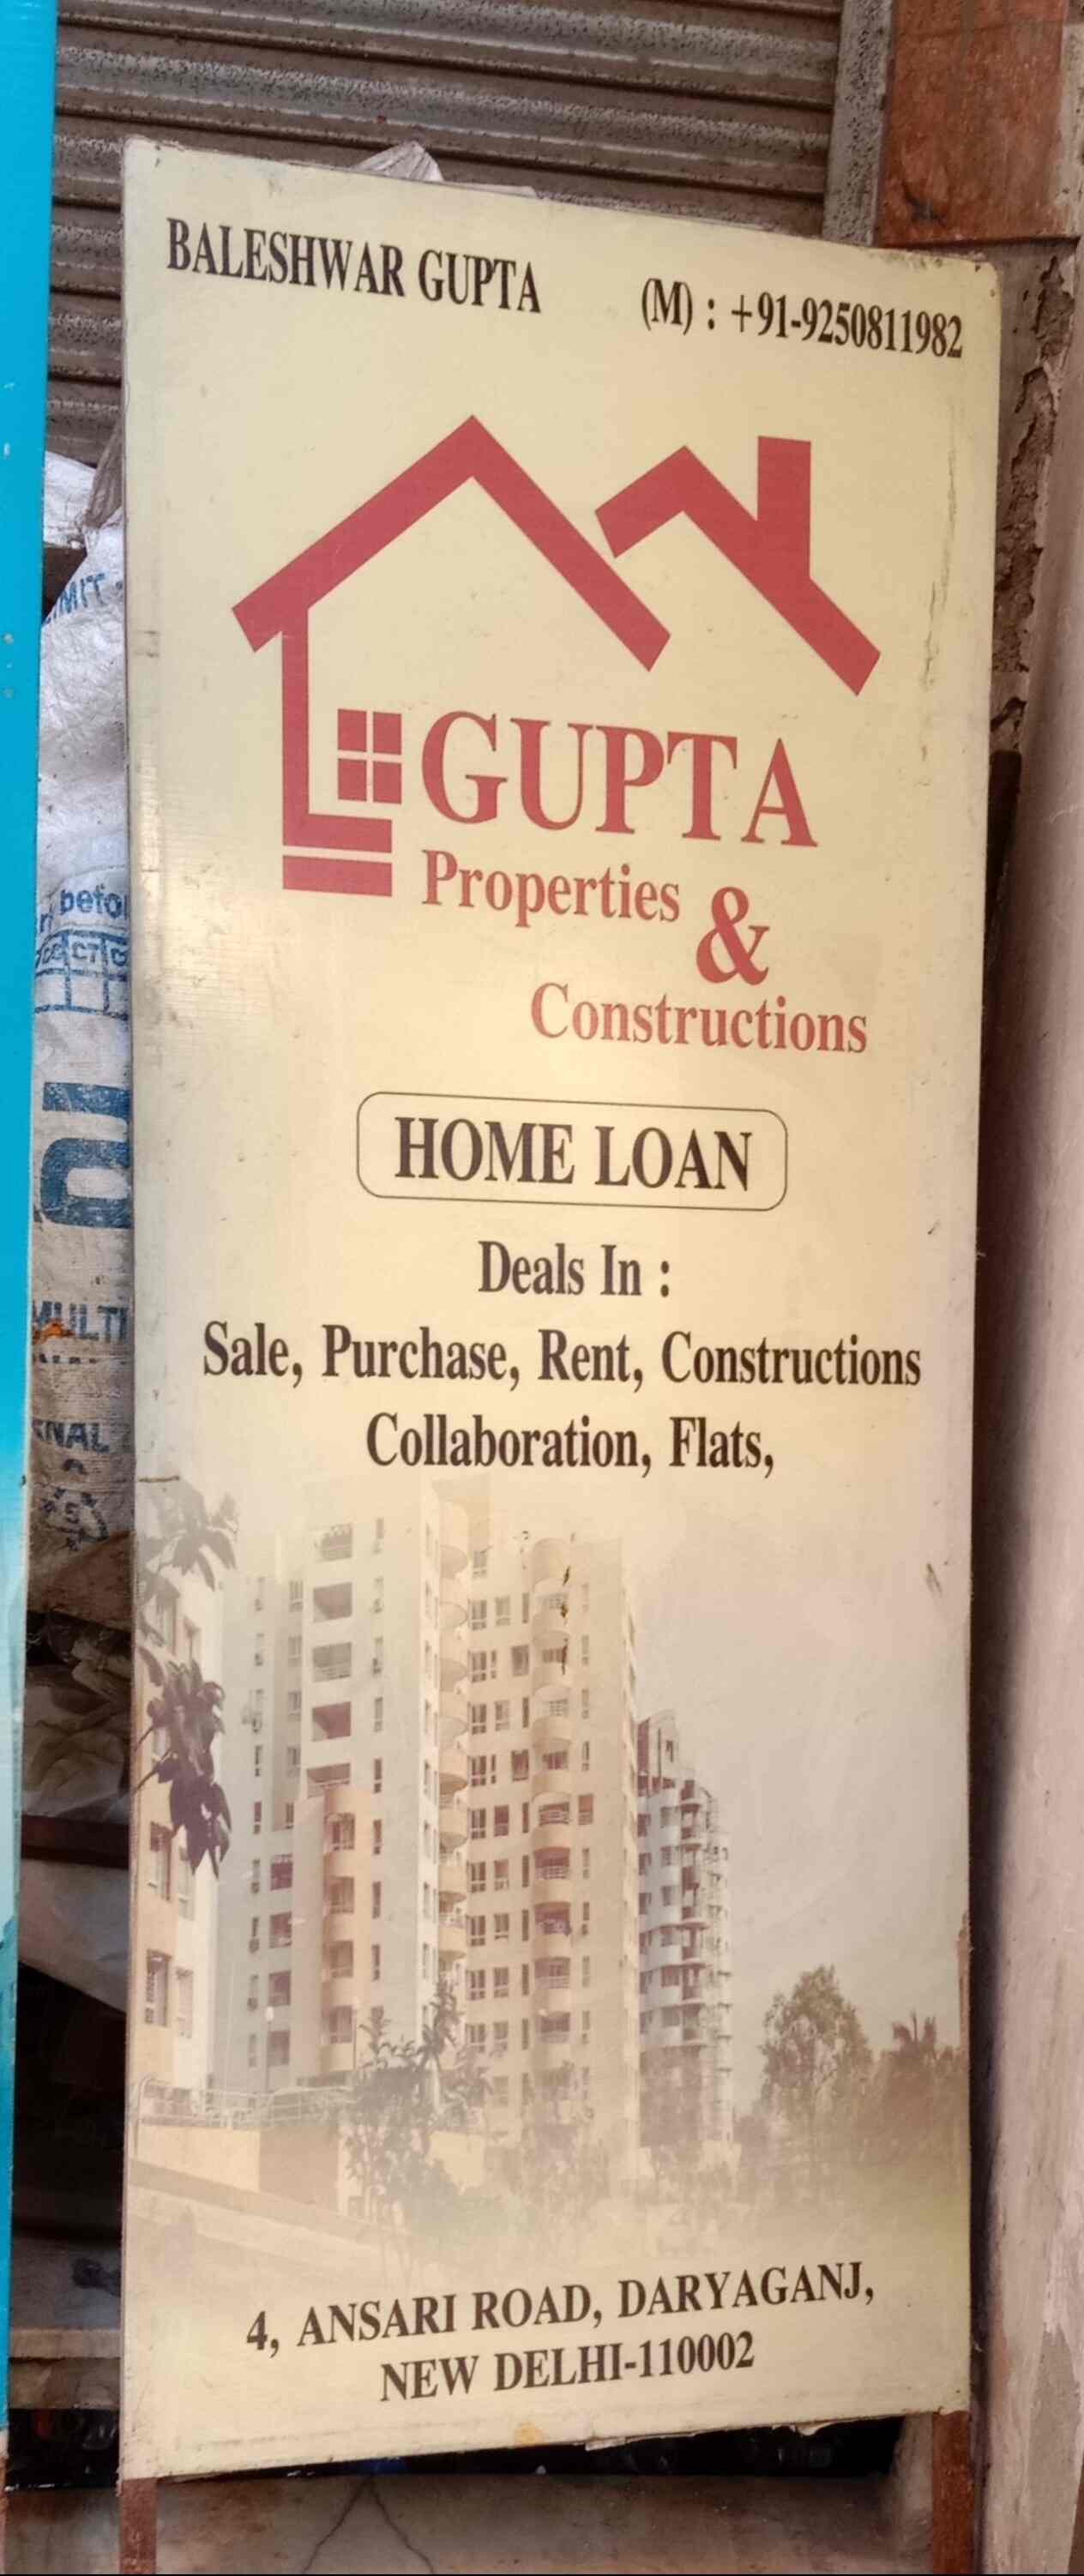 BALESHWAR GUPTA (M) : +91-9250811982
GUPTA
Properties
&
Constructions
HOME LOAN
Deals In :
Sale, Purchase, Rent, Constructions
Collaboration, Flats,
4, ANSARI ROAD, DARYAGANJ,
NEW DELHI-110002
MULTI